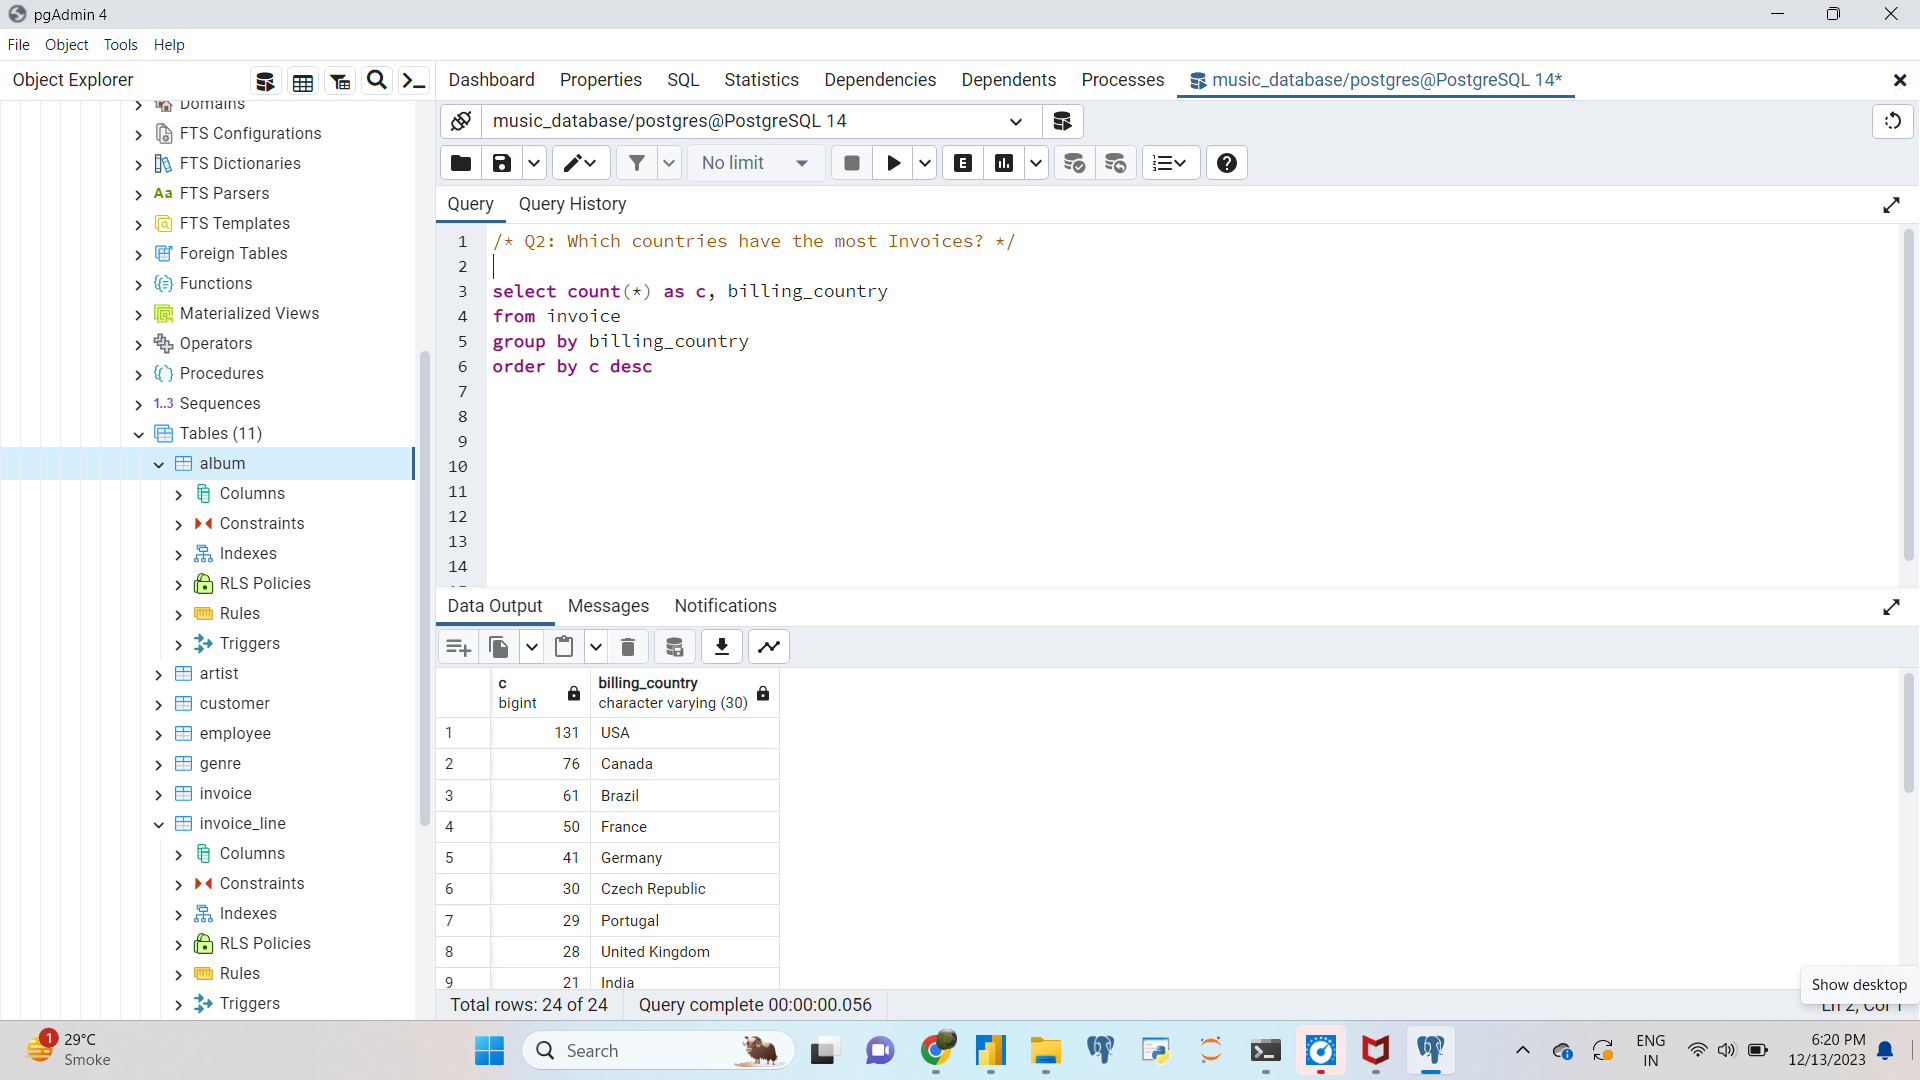 pgAdmin 4
File Object Tools Help
Object Explorer
Dashboard Properties SQL Statistics Dependencies Dependents Processes music_database/postgres@PostgreSQL 14*
music_database/postgres@PostgreSQL 14
No limit
E
Query Query History
1 /* Q2: Which countries have the most Invoices? */
2
3 select count(*) as c, billing_country
4 from invoice
5 group by billing_country
6 order by c desc
7
8
9
10
11
12
13
14
Domains
FTS Configurations
FTS Dictionaries
Aa FTS Parsers
FTS Templates
Foreign Tables
Functions
Materialized Views
Operators
Procedures
1..3 Sequences
Tables (11)
album
Columns
Constraints
Indexes
RLS Policies
Rules
Triggers
artist
customer
employee
genre
invoice
invoice_line
Columns
Constraints
Indexes
RLS Policies
Rules
Triggers
Data Output Messages Notifications
c billing_country
bigint character varying (30)
1 131 USA
2 76 Canada
3 61 Brazil
4 50 France
5 41 Germany
6 30 Czech Republic
7 29 Portugal
8 28 United Kingdom
9 21 India
Total rows: 24 of 24 Query complete 00:00:00.056
Show desktop
Ln 2, Col 1
1 29°C
Smoke
Search
ENG
IN
6:20 PM
12/13/2023